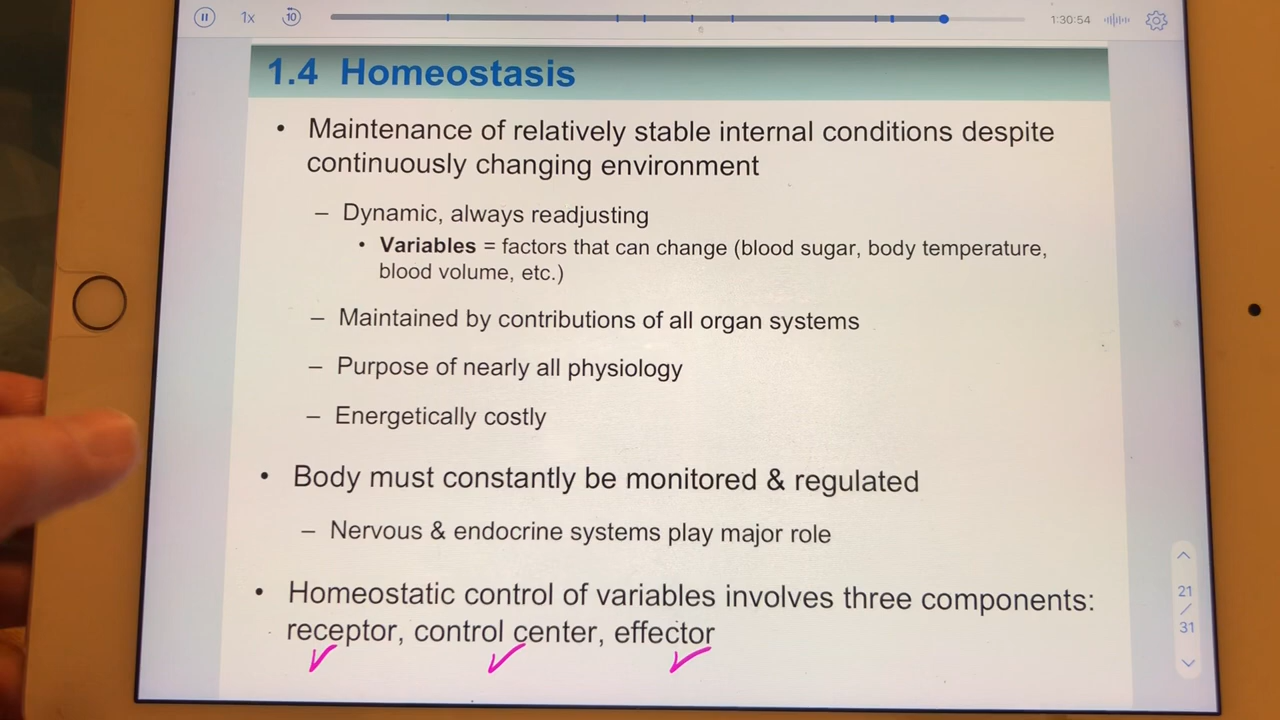 1x 10 1:30:54
1.4 Homeostasis
• Maintenance of relatively stable internal conditions despite
continuously changing environment
– Dynamic, always readjusting
• Variables = factors that can change (blood sugar, body temperature,
blood volume, etc.)
– Maintained by contributions of all organ systems
– Purpose of nearly all physiology
– Energetically costly
• Body must constantly be monitored & regulated
– Nervous & endocrine systems play major role
• Homeostatic control of variables involves three components:
receptor, control center, effector
21
/
31